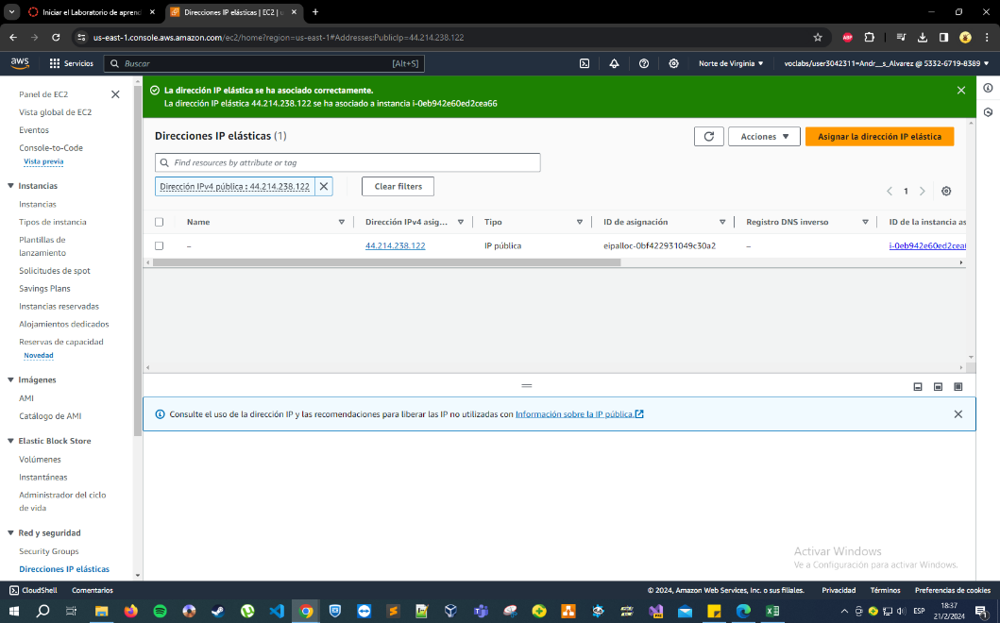 Iniciar el Laboratorio de aprend
Direcciones IP elásticas | EC2 | u
us-east-1.console.aws.amazon.com/ec2/home?region=us-east-1#Addresses:PublicIp=44.214.238.122
ABP
aws
Servicios
Buscar
[Alt+S]
Norte de Virginia
voclabs/user3042311=Andr__s_Alvarez @ 5332-6719-8389
Panel de EC2
Vista global de EC2
Eventos
Console-to-Code
Vista previa
Instancias
Instancias
Tipos de instancia
Plantillas de
lanzamiento
Solicitudes de spot
Savings Plans
Instancias reservadas
Alojamientos dedicados
Reservas de capacidad
Novedad
Imágenes
AMI
Catálogo de AMI
Elastic Block Store
Volúmenes
Instantáneas
Administrador del ciclo
de vida
Red y seguridad
Security Groups
Direcciones IP elásticas
La dirección IP elástica se ha asociado correctamente.
La dirección IP elástica 44.214.238.122 se ha asociado a instancia i-0eb942e60ed2cea66
Direcciones IP elásticas (1)
Acciones
Asignar la dirección IP elástica
Find resources by attribute or tag
Dirección IPv4 pública : 44.214.238.122
Clear filters
1
Name
Dirección IPv4 asig...
Tipo
ID de asignación
Registro DNS inverso
ID de la instancia as
–
44.214.238.122
IP pública
eipalloc-0bf422931049c30a2
–
i-0eb942e60ed2cea6
Consulte el uso de la dirección IP y las recomendaciones para liberar las IP no utilizadas con Información sobre la IP pública.
Activar Windows
Ve a Configuración para activar Windows.
CloudShell
Comentarios
© 2024, Amazon Web Services, Inc. o sus filiales.
Privacidad
Términos
Preferencias de cookies
ESP
18:37
21/2/2024